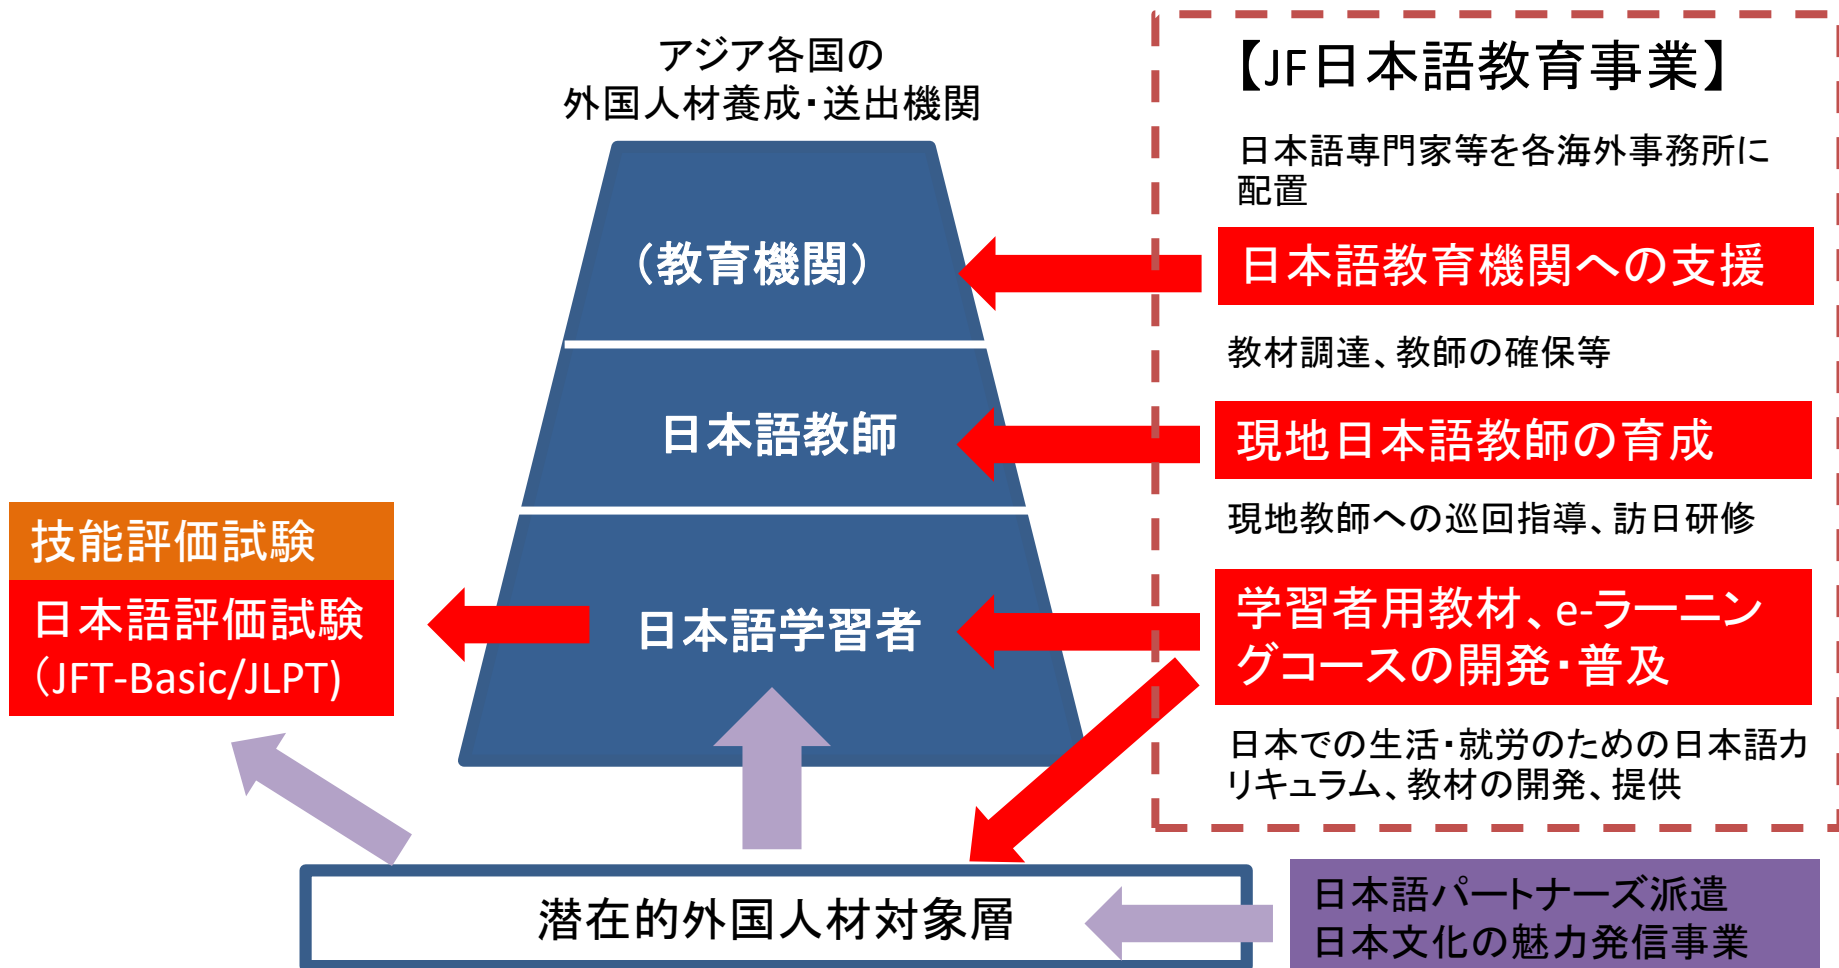 アジア各国の
外国人材養成・送出機関
(教育機関)
日本語教師
日本語学習者
技能評価試験
日本語評価試験
(JFT-Basic/JLPT)
潜在的外国人材対象層
【JF日本語教育事業】
日本語専門家等を各海外事務所に
配置
日本語教育機関への支援
教材調達、教師の確保等
現地日本語教師の育成
現地教師への巡回指導、訪日研修
学習者用教材、e-ラーニン
グコースの開発・普及
日本での生活・就労のための日本語カ
リキュラム、教材の開発、提供
日本語パートナーズ派遣
日本文化の魅力発信事業